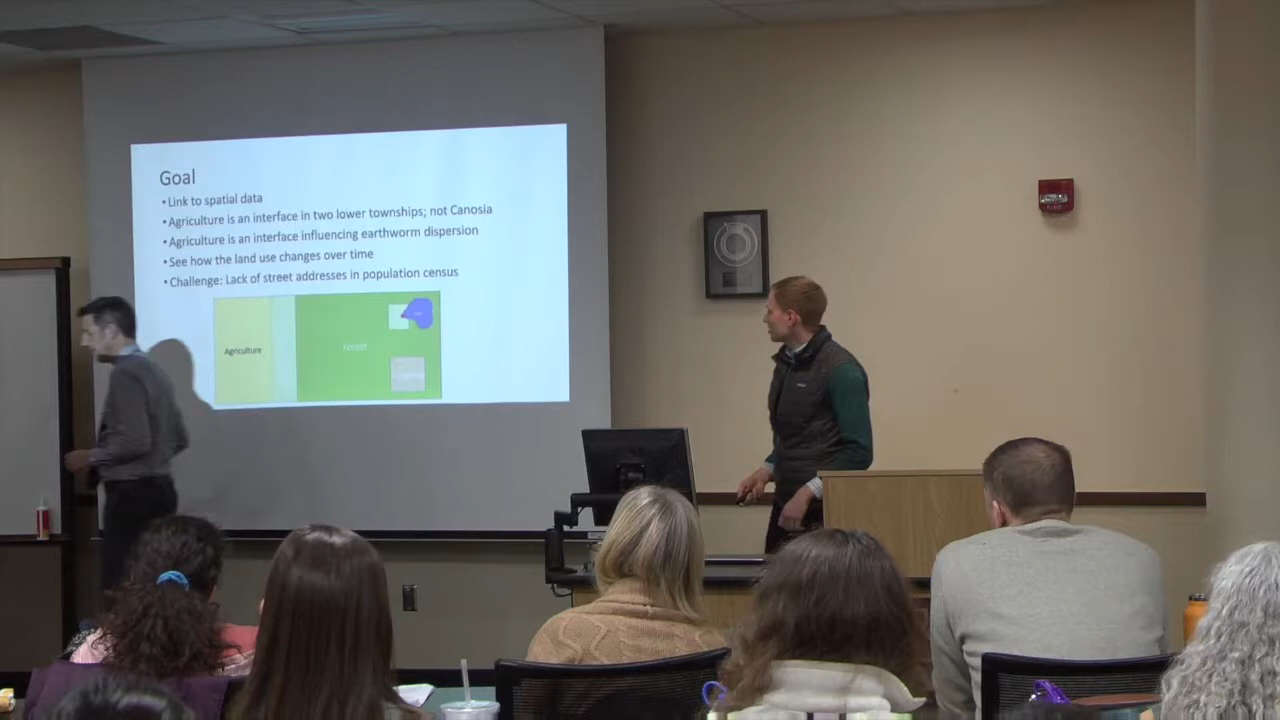 Goal
• Link to spatial data
• Agriculture is an interface in two lower townships; not Canosia
• Agriculture is an interface influencing earthworm dispersion
• See how the land use changes over time
• Challenge: Lack of street addresses in population census
Agriculture
Forest